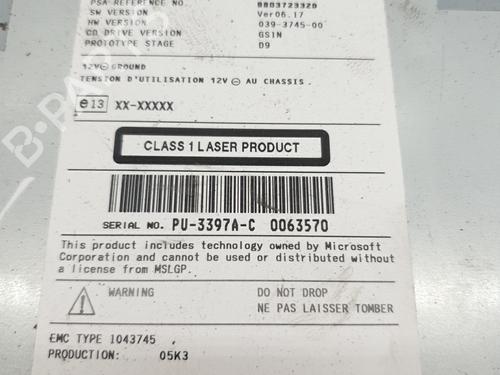 PSA REFERENCE NO.
SW VERSION Ver06.17
HW VERSION 039-3745-00
CD DRIVE VERSION GSIN
PROTOTYPE STAGE D9
12V⊖GROUND
TENSION D'UTILISATION 12V ⊖ AU CHASSIS.
e13 XX-XXXXX
CLASS 1 LASER PRODUCT
SERIAL NO. PU-3397A-C 0063570
This product includes technology owned by Microsoft
Corporation and cannot be used or distributed without
a license from MSLGP.
WARNING DO NOT DROP
NE PAS LAISSER TOMBER
EMC TYPE 1043745
PRODUCTION: 05K3
B-PARTS